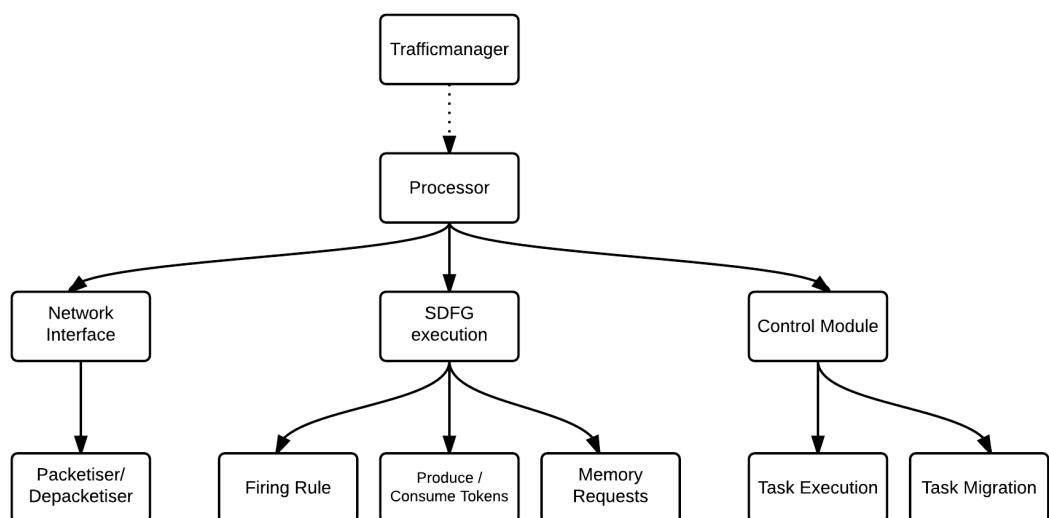 Trafficmanager
Processor
Network
Interface
SDFG
execution
Control Module
Packetiser/
Depacketiser
Firing Rule
Produce /
Consume Tokens
Memory
Requests
Task Execution
Task Migration